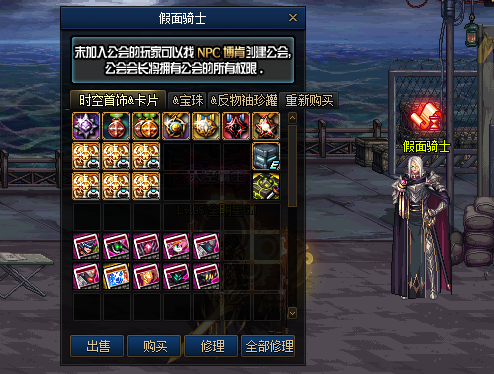 假面骑士
未加入公会的玩家可以找 NPC 博肯创建公会,
公会会长将拥有公会的所有权限 .
时空首饰&卡片 &宝珠 &反物袖珍罐 重新购买
假面骑士
出售 购买 修理 全部修理